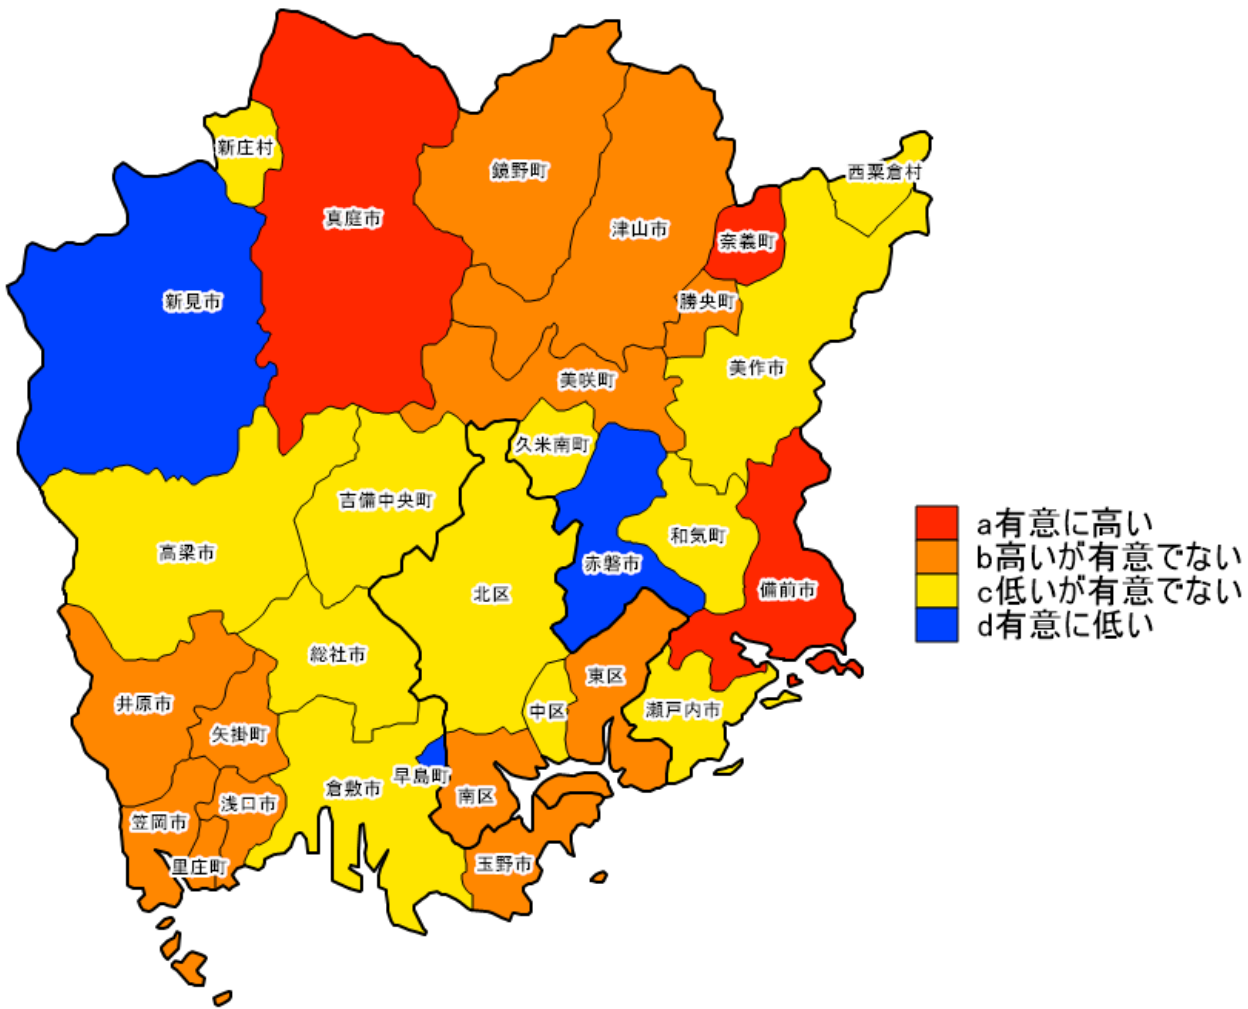 新庄村
鏡野町
西粟倉村
真庭市
津山市
奈義町
新見市
勝央町
美作市
美咲町
久米南町
吉備中央町
和気町
高梁市
赤磐市
備前市
北区
総社市
東区
井原市
中区
瀬戸内市
矢掛町
早島町
倉敷市
南区
浅口市
笠岡市
里庄町
玉野市
a有意に高い
b高いが有意でない
c低いが有意でない
d有意に低い